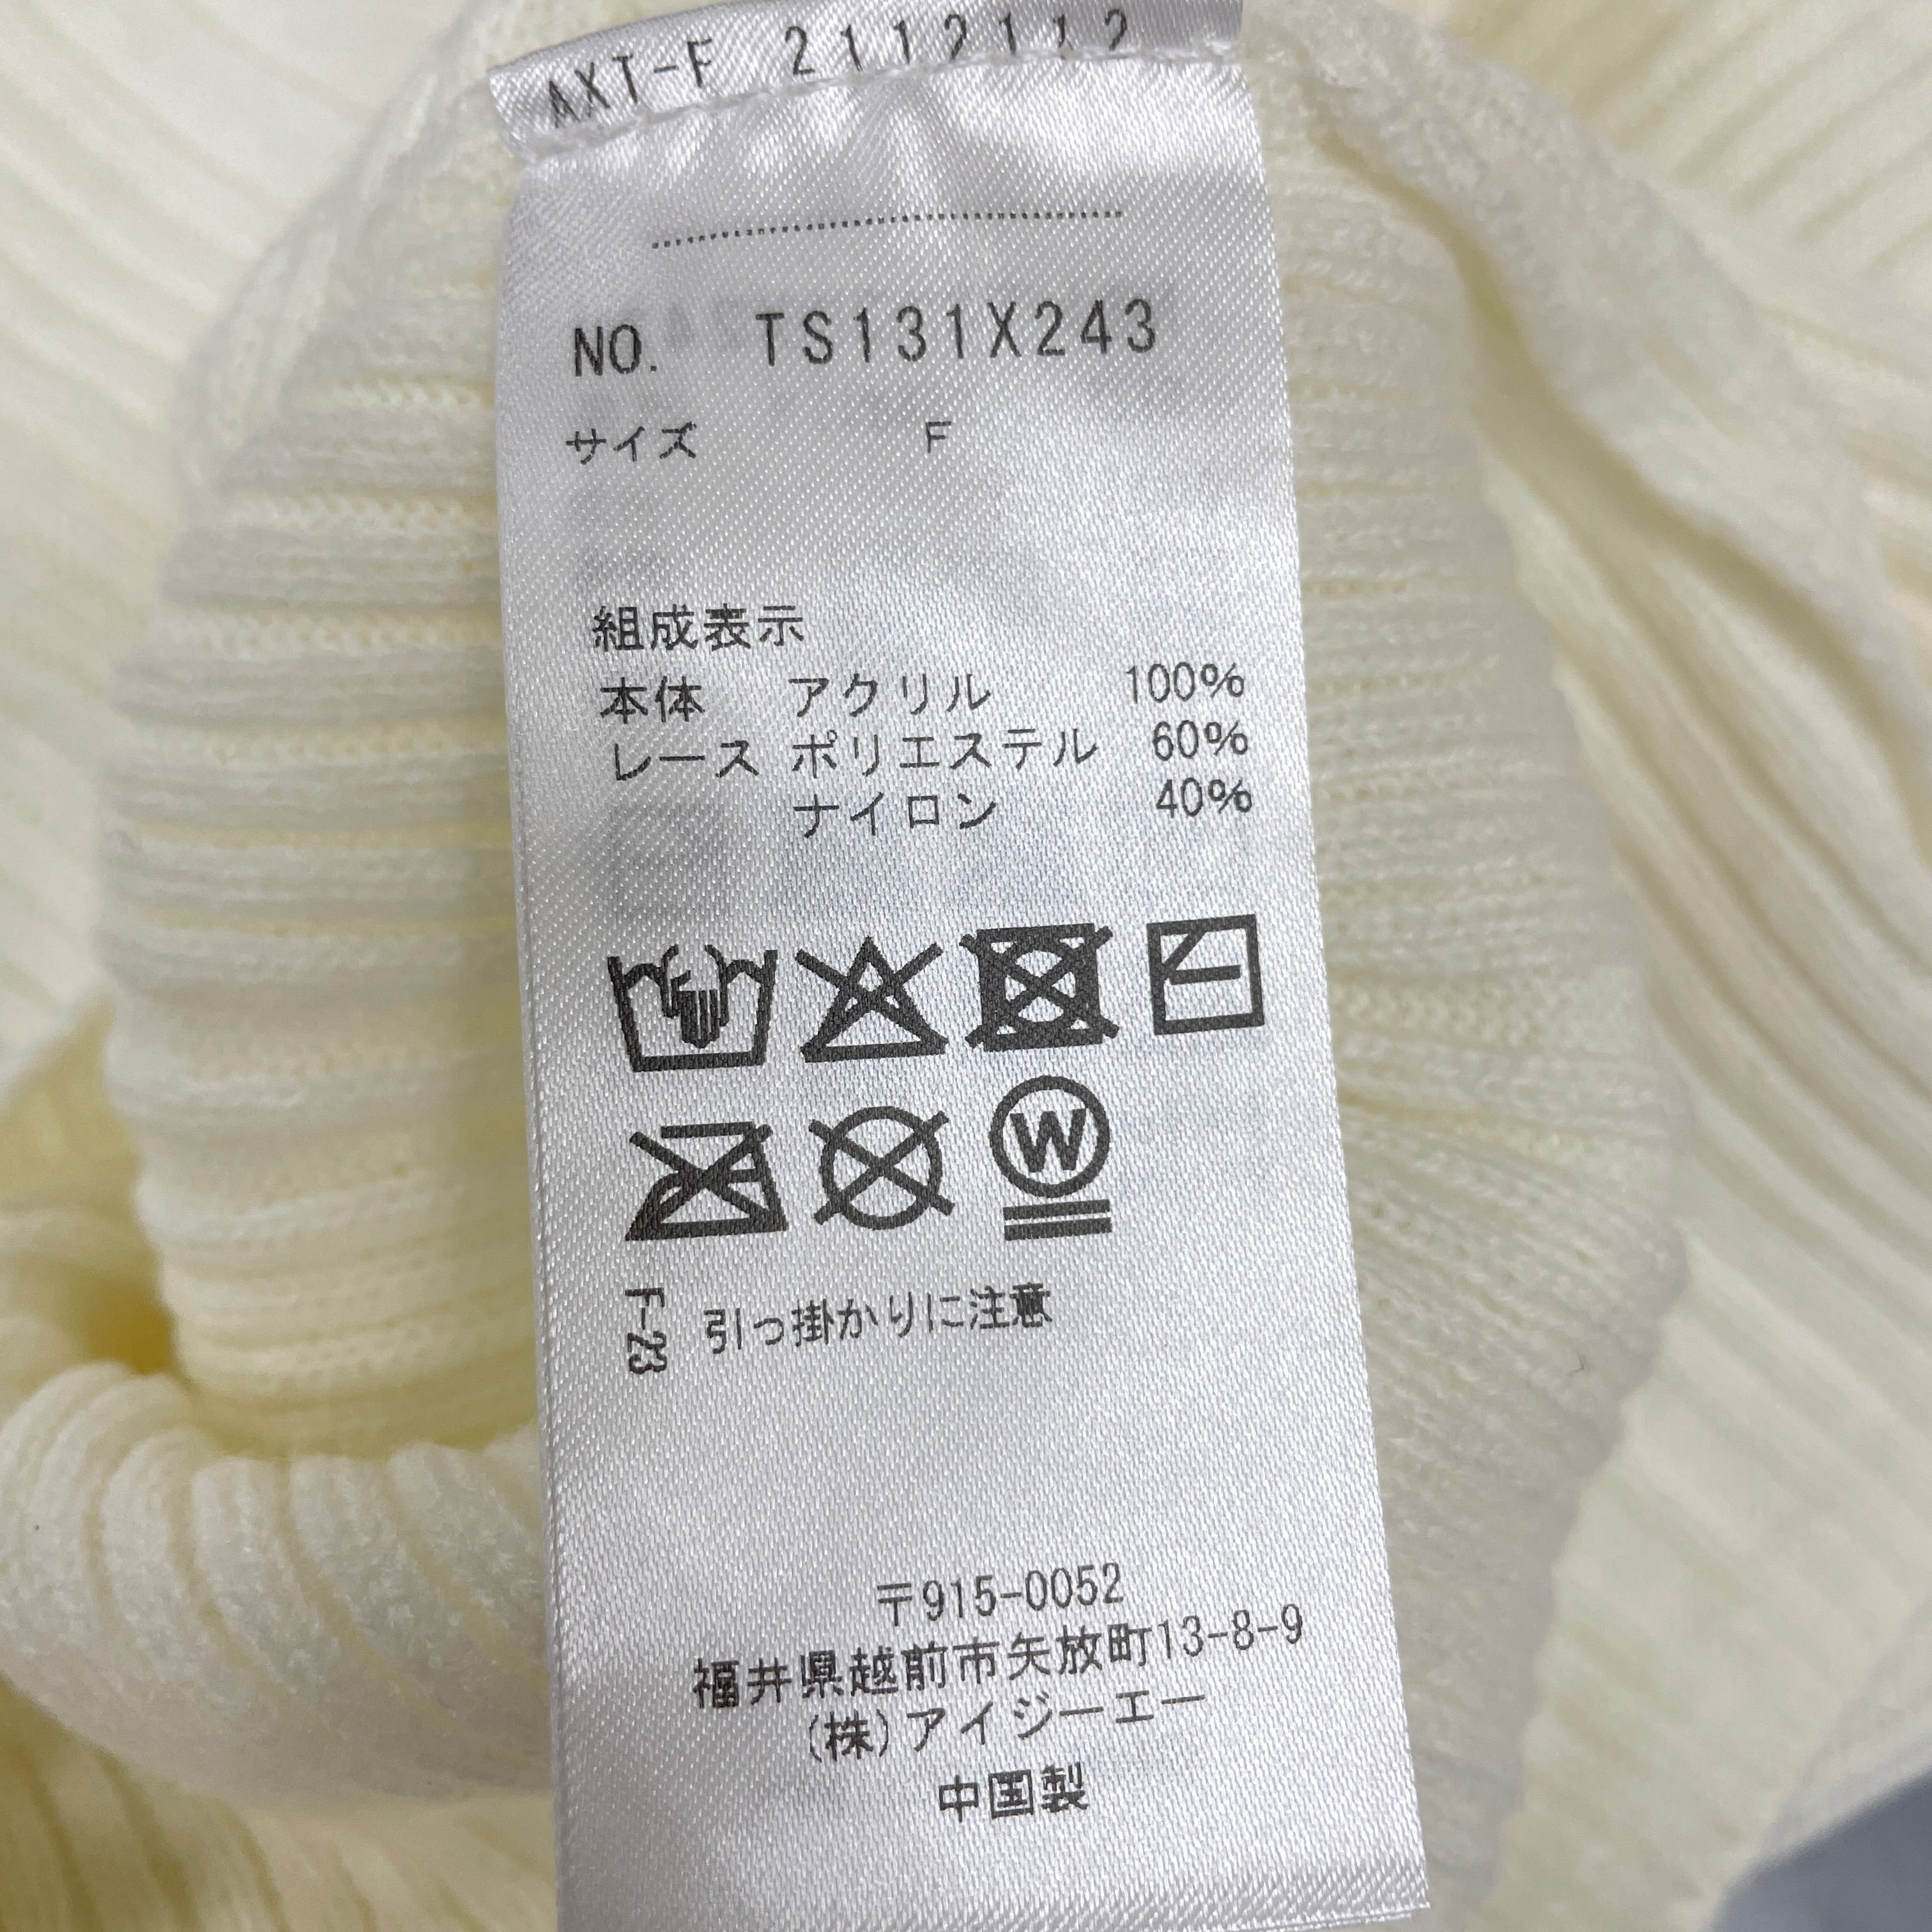 AXT-F 2112112
NO. TS131X243
サイズ F
組成表示
本体 アクリル 100%
レース ポリエステル 60%
ナイロン 40%
W
F-23 引っ掛かりに注意
〒915-0052
福井県越前市矢放町13-8-9
(株)アイジーエー
中国製